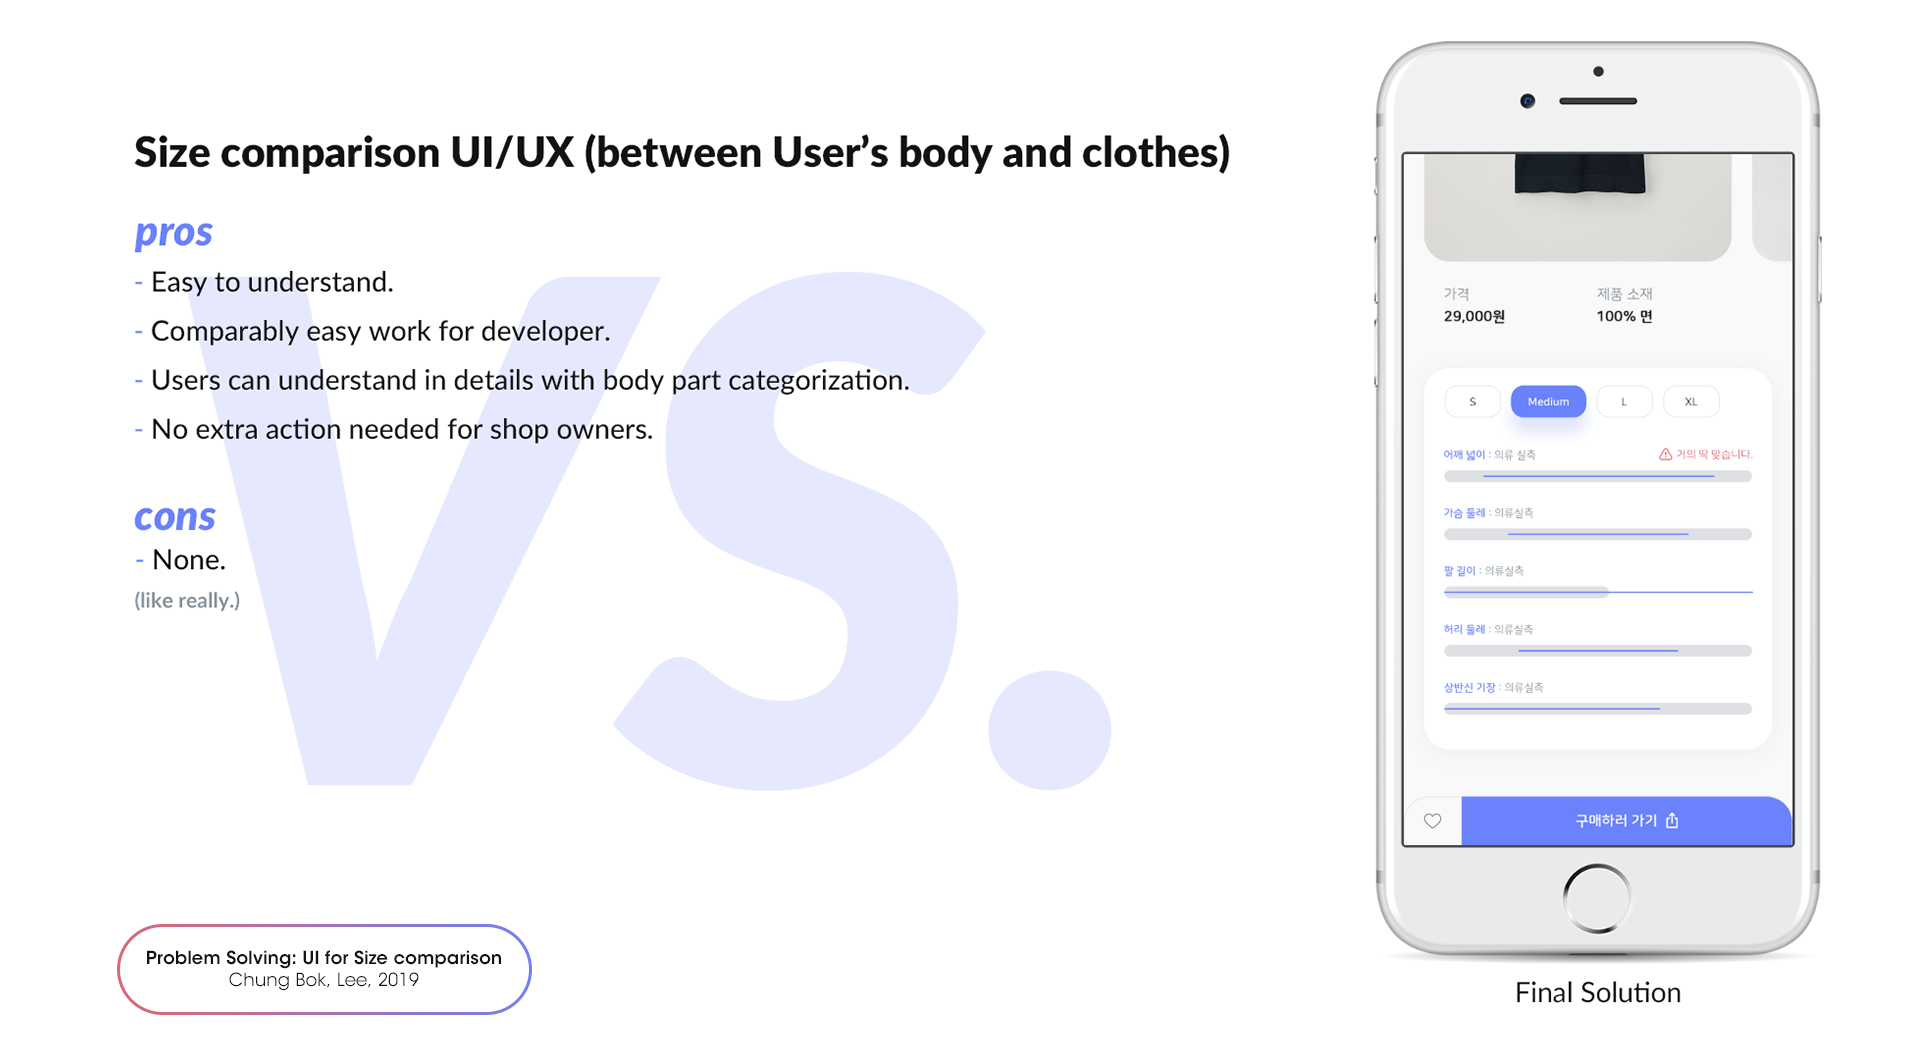 Size comparison UI/UX (between User’s body and clothes)
pros
- Easy to understand.
- Comparably easy work for developer.
- Users can understand in details with body part categorization.
- No extra action needed for shop owners.
cons
- None.
(like really.)
VS.
Problem Solving: UI for Size comparison
Chung Bok, Lee, 2019
가격
29,000원
제품 소재
100% 면
S Medium L XL
어깨 넓이 : 의류 실측 거의 딱 맞습니다.
가슴 둘레 : 의류실측
팔 길이 : 의류실측
허리 둘레 : 의류실측
상반신 기장 : 의류실측
구매하러 가기
Final Solution